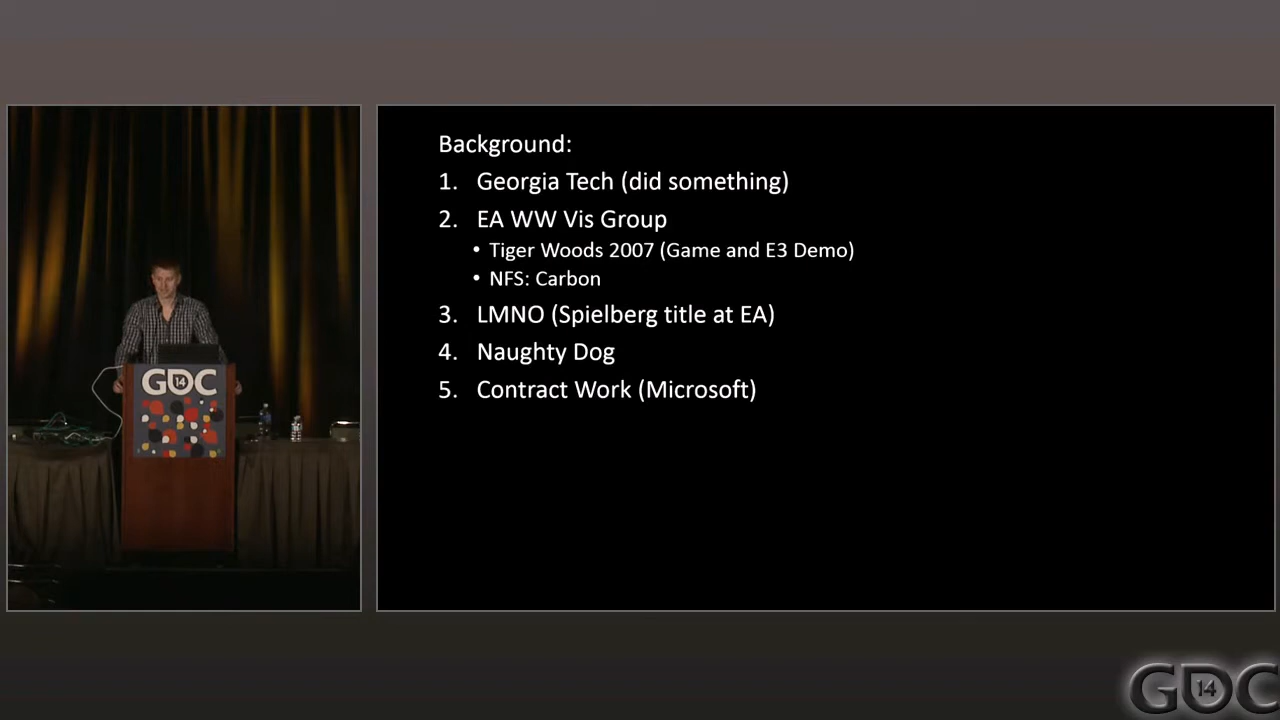 Background:
1. Georgia Tech (did something)
2. EA WW Vis Group
• Tiger Woods 2007 (Game and E3 Demo)
• NFS: Carbon
3. LMNO (Spielberg title at EA)
4. Naughty Dog
5. Contract Work (Microsoft)
GDC 14
GDC 14